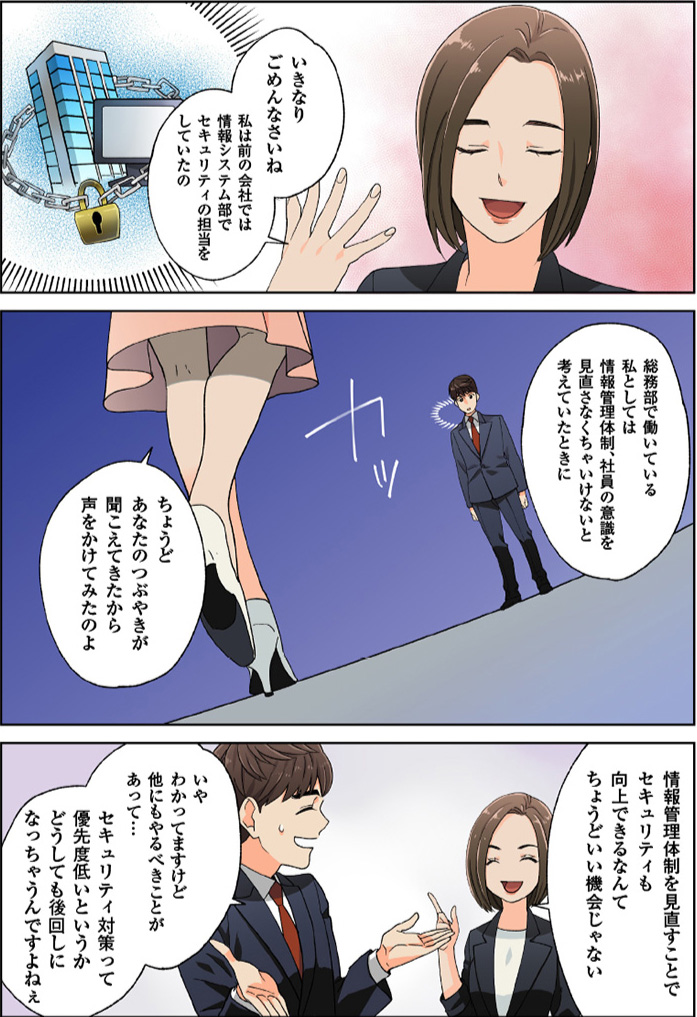 いきなり
ごめんなさいね
私は前の会社では
情報システム部で
セキュリティの担当を
していたの
総務部で働いている
私としては
情報管理体制、社員の意識を
見直さなくちゃいけないと
考えていたときに
カッ
ちょうど
あなたのつぶやきが
聞こえてきたから
声をかけてみたのよ
情報管理体制を見直すことで
セキュリティも
向上できるなんて
ちょうどいい機会じゃない
いや
わかってますけど
他にもやるべきことが
あって…
セキュリティ対策って
優先度低いというか
どうしても後回しに
なっちゃうんですよねぇ